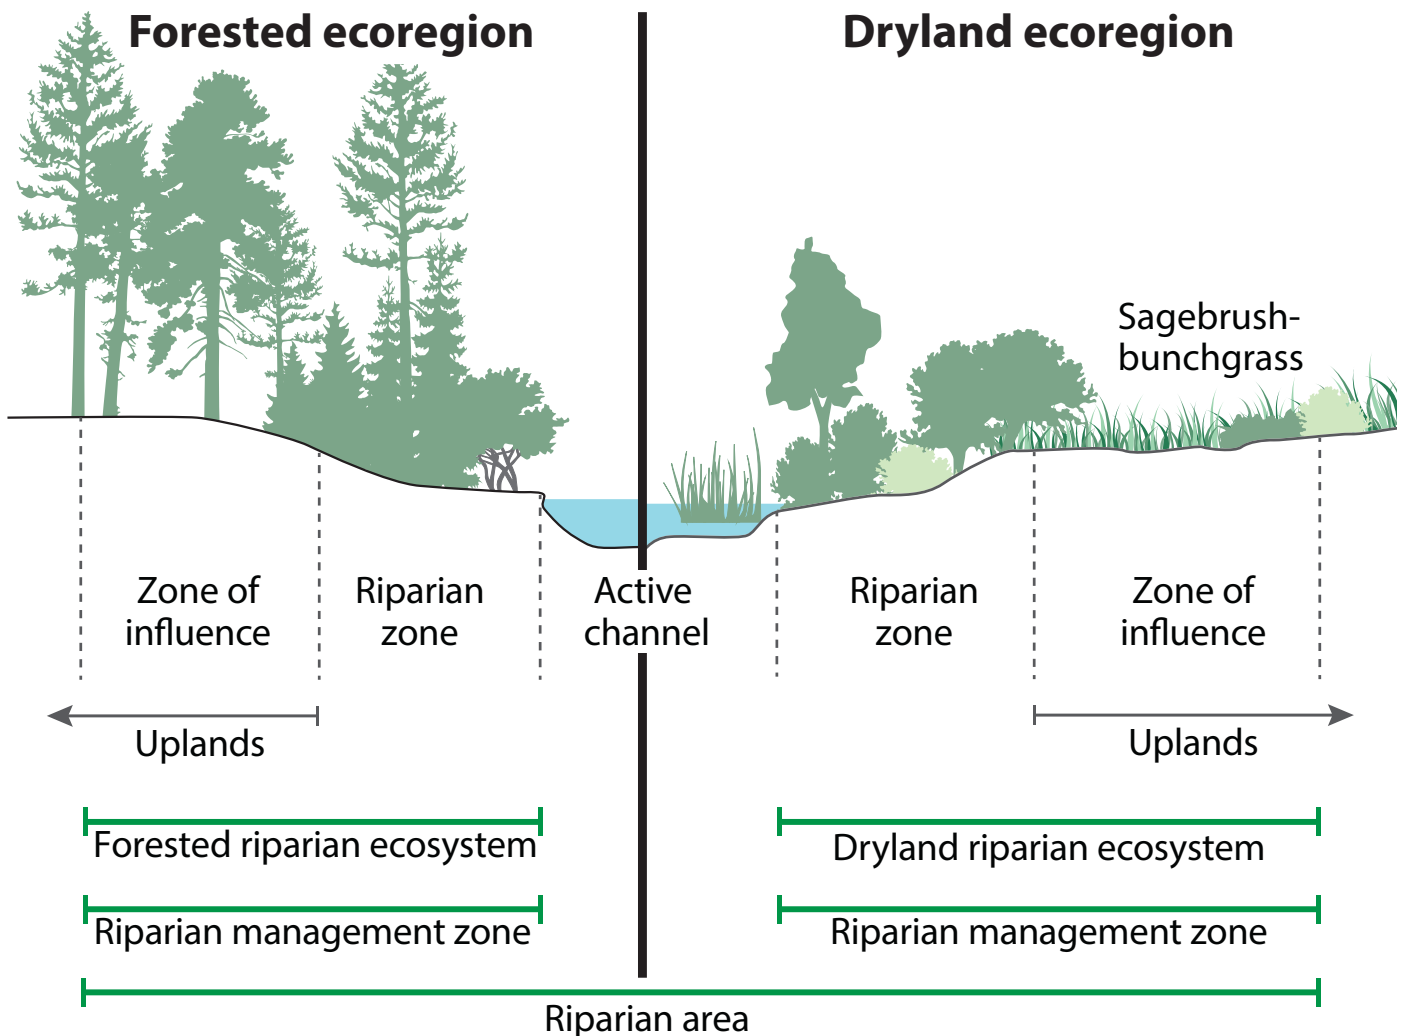 Forested ecoregion
Dryland ecoregion
Sagebrush-
bunchgrass
Zone of
influence
Riparian
zone
Active
channel
Riparian
zone
Zone of
influence
Uplands
Uplands
Forested riparian ecosystem
Dryland riparian ecosystem
Riparian management zone
Riparian management zone
Riparian area